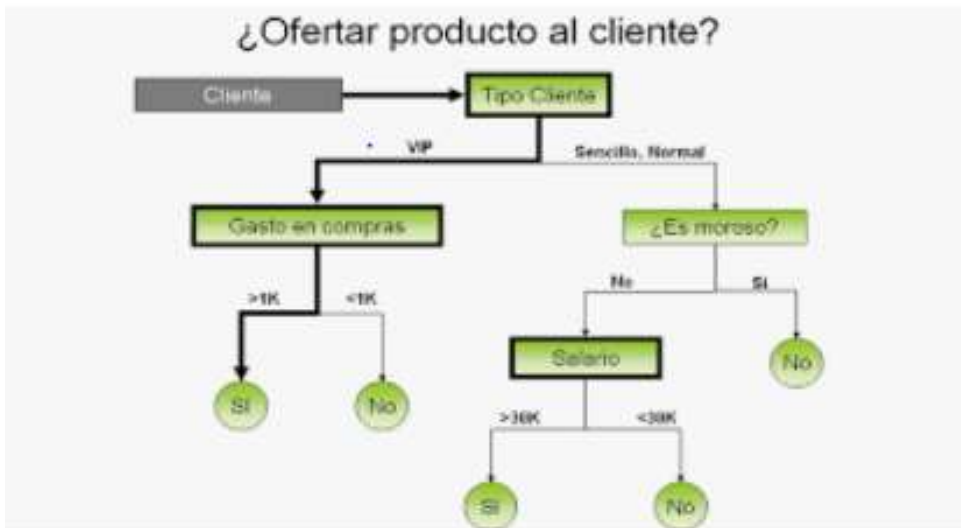 ¿Ofertar producto al cliente?
Cliente
Tipo Cliente
VIP
Sencillo, Normal
Gasto en compras
¿Es moroso?
>1K
<1K
No
Si
Salario
No
Si
No
>30K
<30K
Si
No